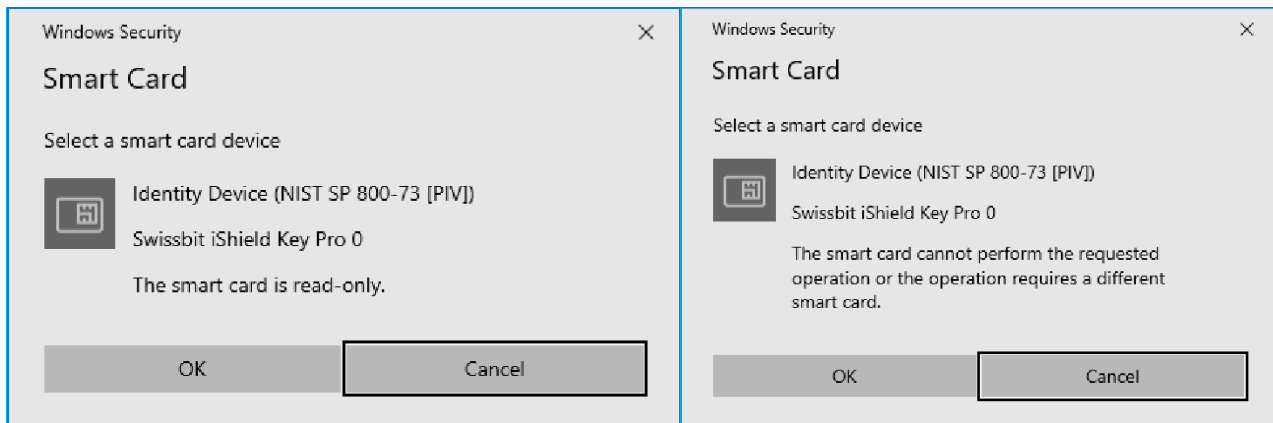 Windows Security
Smart Card
Select a smart card device
Identity Device (NIST SP 800-73 [PIV])
Swissbit iShield Key Pro 0
The smart card is read-only.
OK
Cancel
Windows Security
Smart Card
Select a smart card device
Identity Device (NIST SP 800-73 [PIV])
Swissbit iShield Key Pro 0
The smart card cannot perform the requested
operation or the operation requires a different
smart card.
OK
Cancel